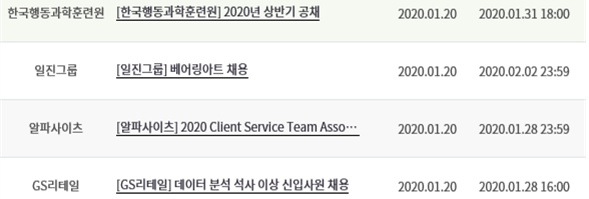 한국행동과학훈련원 [한국행동과학훈련원] 2020년 상반기 공채 2020.01.20 2020.01.31 18:00
일진그룹 [일진그룹] 베어링아트 채용 2020.01.20 2020.02.02 23:59
알파사이츠 [알파사이츠] 2020 Client Service Team Asso… 2020.01.20 2020.01.28 23:59
GS리테일 [GS리테일] 데이터 분석 석사 이상 신입사원 채용 2020.01.20 2020.01.28 16:00